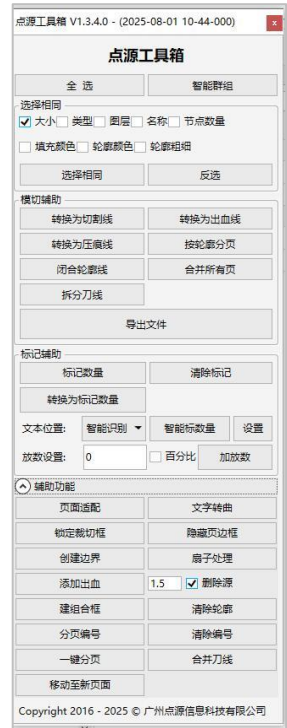 点源工具箱 V1.3.4.0 - (2025-08-01 10-44-000) x
点源工具箱
全 选 智能群组
选择相同
大小 类型 图层 名称 节点数量
填充颜色 轮廓颜色 轮廓粗细
选择相同 反选
模切辅助
转换为切割线 转换为出血线
转换为压痕线 按轮廓分页
闭合轮廓线 合并所有页
拆分刀线
导出文件
标记辅助
标记数量 清除标记
转换为标记数量
文本位置: 智能识别 智能标数量 设置
放数设置: 0 百分比 加放数
辅助功能
页面适配 文字转曲
锁定裁切框 隐藏页边框
创建边界 扇子处理
添加出血 1.5 删除源
建组合框 清除轮廓
分页编号 清除编号
一键分页 合并刀线
移动至新页面
Copyright 2016 - 2025 © 广州点源信息科技有限公司